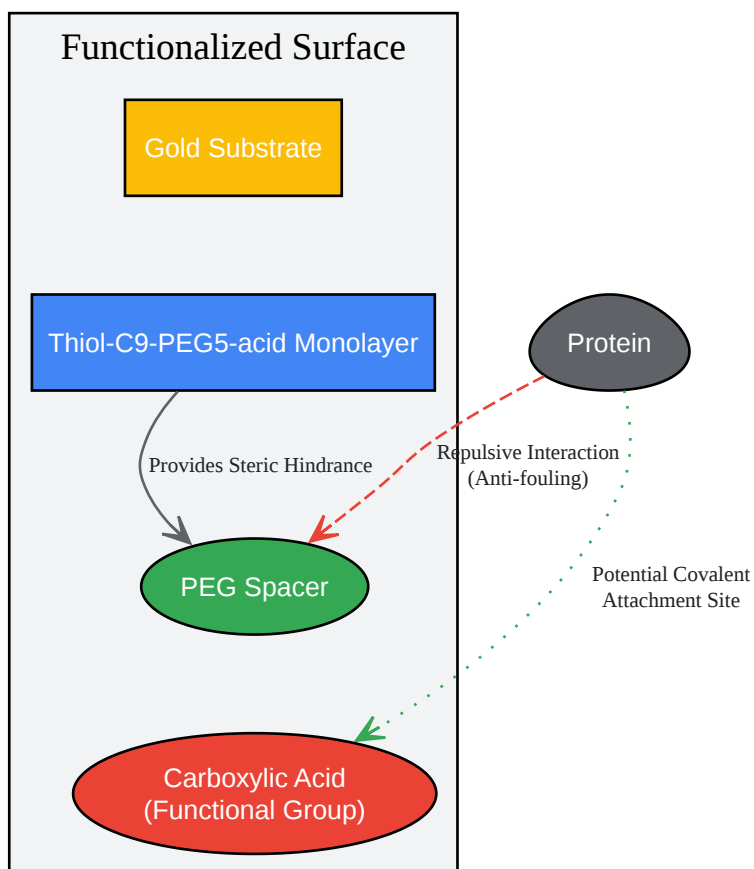 Functionalized Surface
Gold Substrate
Thiol-C9-PEG5-acid Monolayer
Protein
Provides Steric Hindrance
Repulsive Interaction
(Anti-fouling)
PEG Spacer
Potential Covalent
Attachment Site
Carboxylic Acid
(Functional Group)